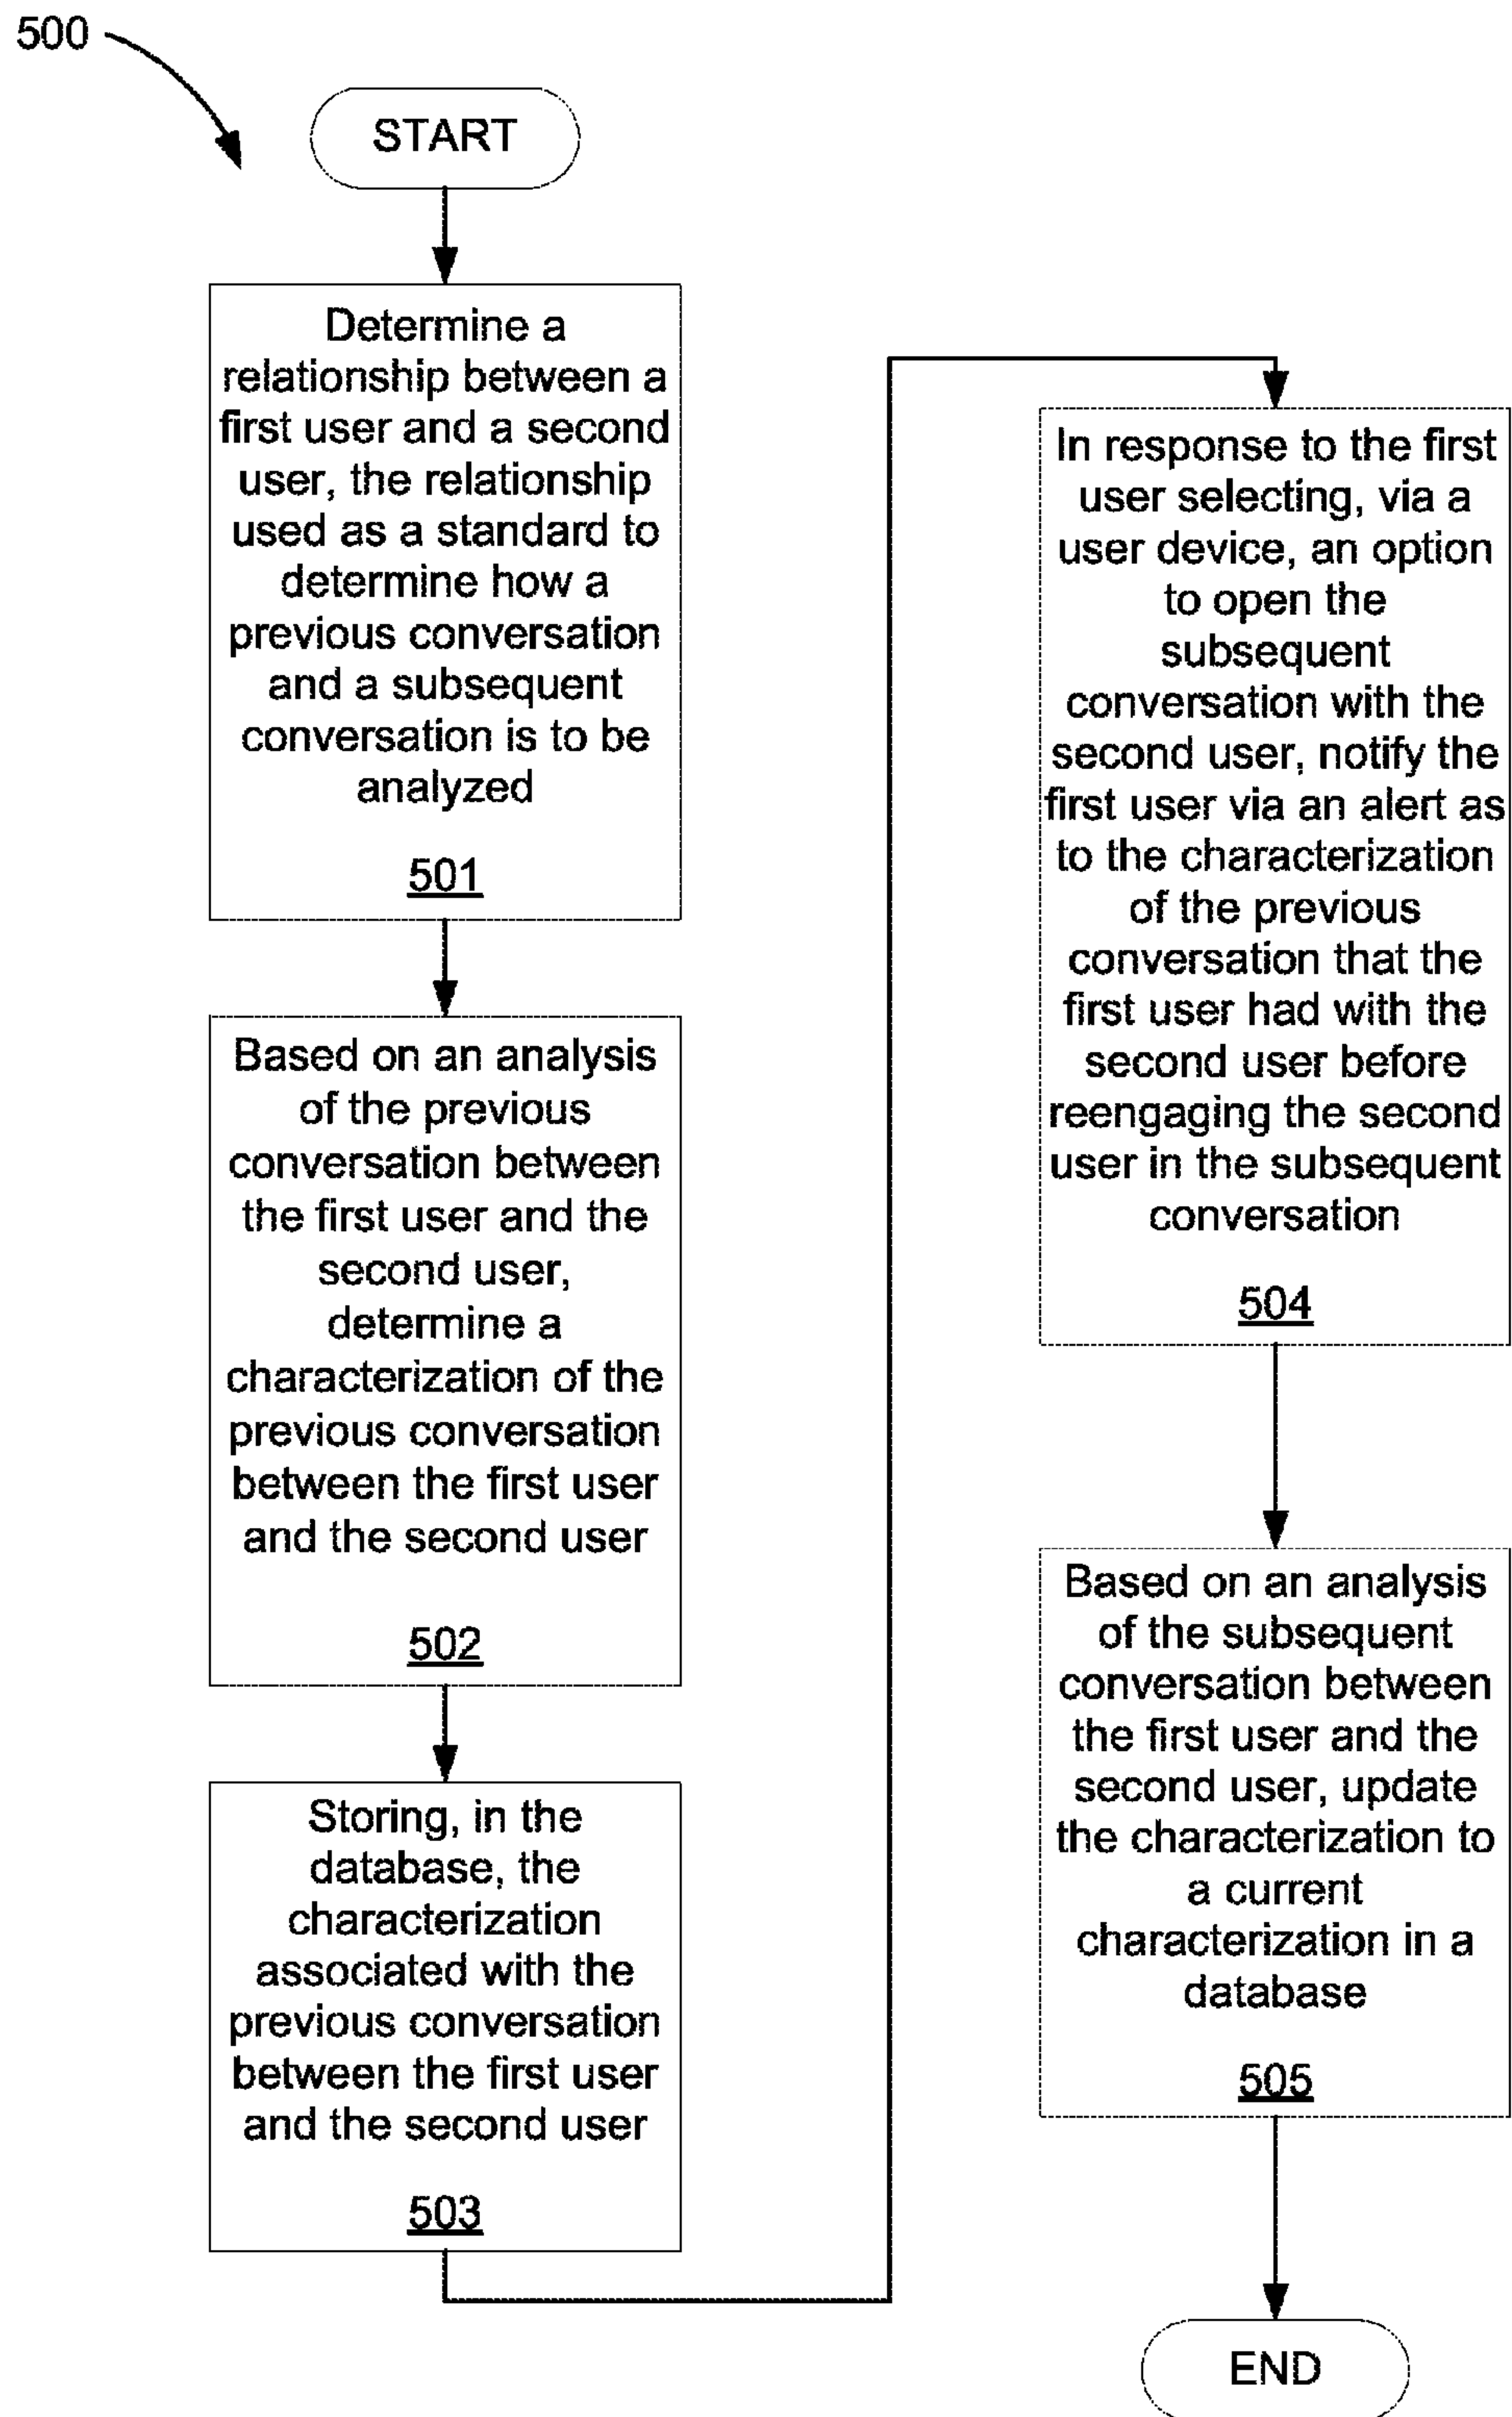 500
START
Determine a
relationship between a
first user and a second
user, the relationship
used as a standard to
determine how a
previous conversation
and a subsequent
conversation is to be
analyzed
501
Based on an analysis
of the previous
conversation between
the first user and the
second user,
determine a
characterization of the
previous conversation
between the first user
and the second user
502
Storing, in the
database, the
characterization
associated with the
previous conversation
between the first user
and the second user
503
In response to the first
user selecting, via a
user device, an option
to open the
subsequent
conversation with the
second user, notify the
first user via an alert as
to the characterization
of the previous
conversation that the
first user had with the
second user before
reengaging the second
user in the subsequent
conversation
504
Based on an analysis
of the subsequent
conversation between
the first user and the
second user, update
the characterization to
a current
characterization in a
database
505
END